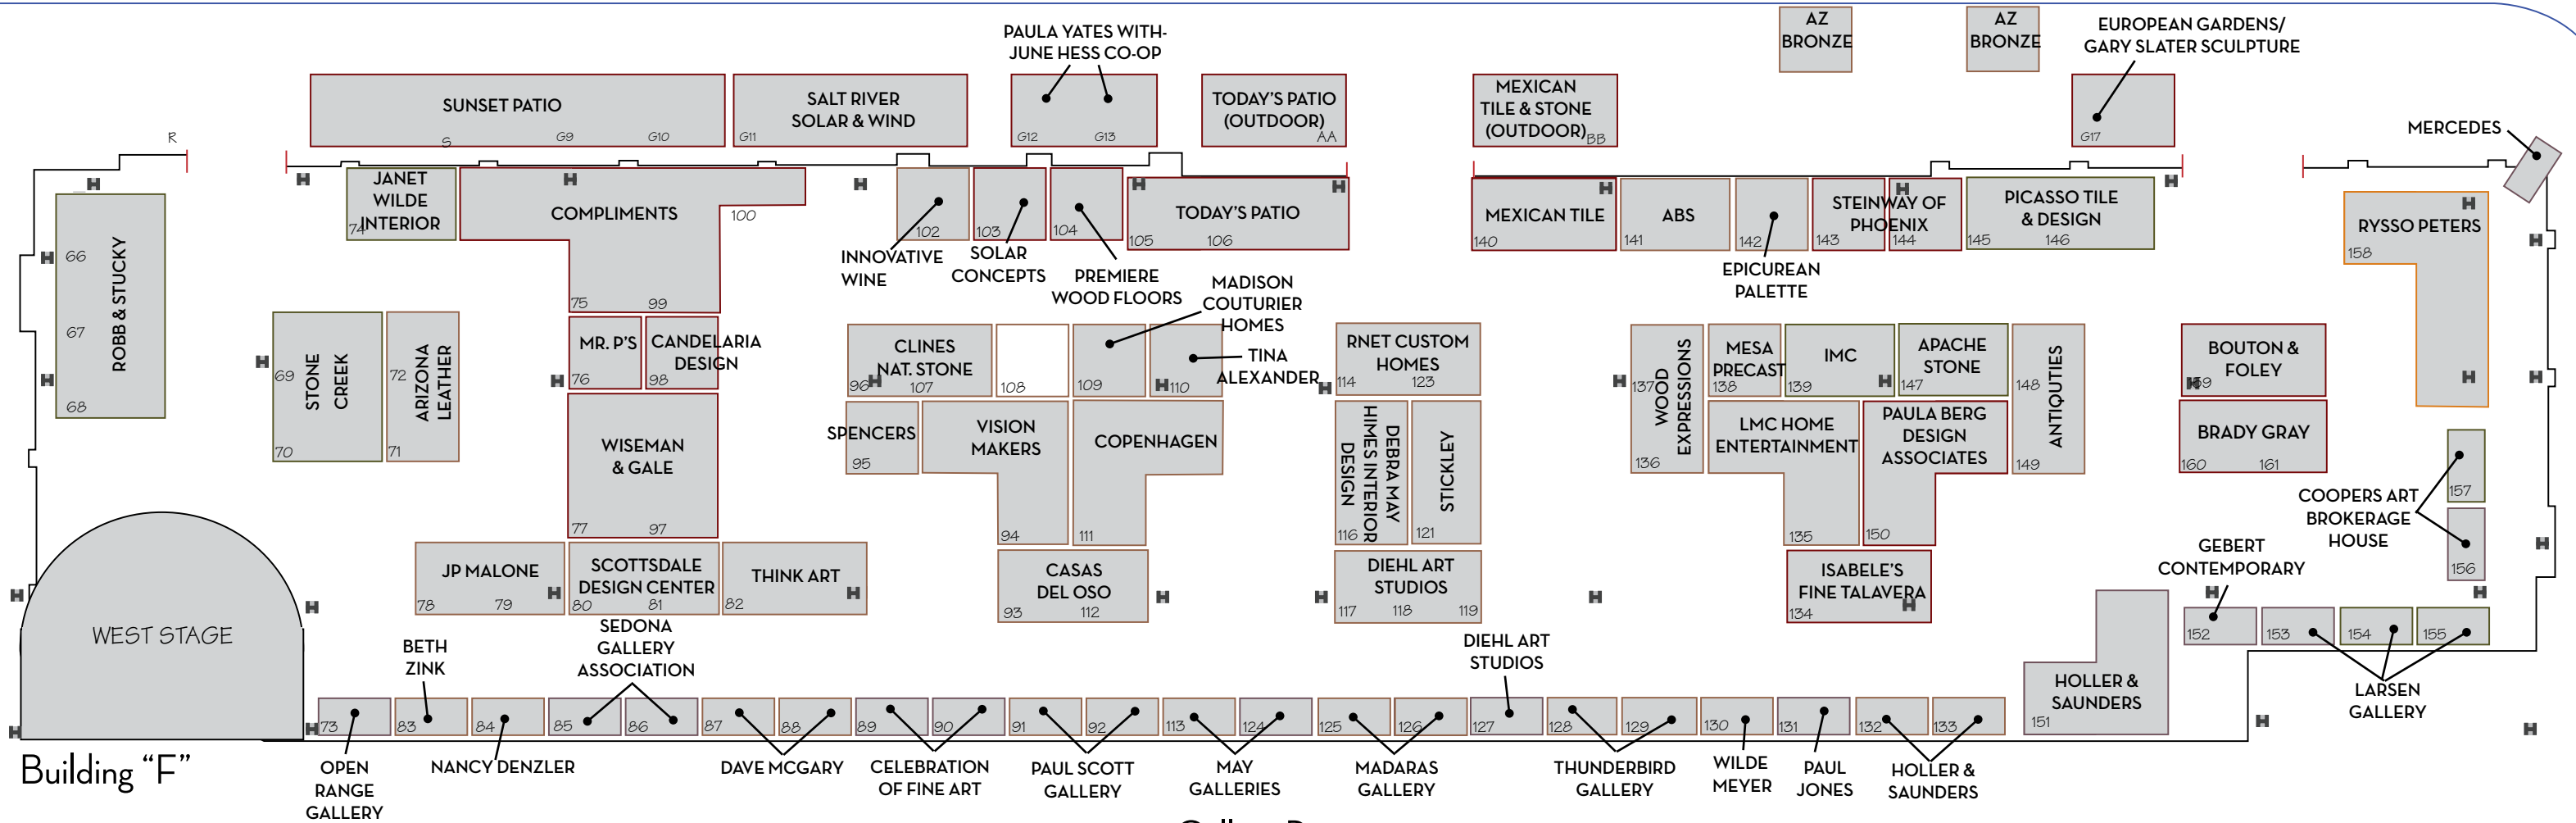 PAULA YATES WITH-
JUNE HESS CO-OP
AZ
BRONZE
AZ
BRONZE
EUROPEAN GARDENS/
GARY SLATER SCULPTURE
SUNSET PATIO
S
G9
G10
SALT RIVER
SOLAR & WIND
G11
G12
G13
TODAY'S PATIO
(OUTDOOR)
AA
MEXICAN
TILE & STONE
(OUTDOOR)
BB
G17
MERCEDES
R
JANET
WILDE
INTERIOR
74
COMPLIMENTS
100
75
99
102
103
104
TODAY'S PATIO
105
106
INNOVATIVE
WINE
SOLAR
CONCEPTS
PREMIERE
WOOD FLOORS
MEXICAN TILE
140
ABS
141
142
STEINWAY OF
PHOENIX
143
144
PICASSO TILE
& DESIGN
145
146
EPICUREAN
PALETTE
RYSSO PETERS
158
ROBB & STUCKY
66
67
68
STONE
CREEK
69
70
ARIZONA
LEATHER
72
71
MR. P'S
76
CANDELARIA
DESIGN
98
MADISON
COUTURIER
HOMES
CLINES
NAT. STONE
96
107
108
109
110
TINA
ALEXANDER
RNET CUSTOM
HOMES
114
123
WOOD
EXPRESSIONS
137
136
MESA
PRECAST
138
IMC
139
APACHE
STONE
147
ANTIQUTIES
148
149
BOUTON &
FOLEY
159
BRADY GRAY
160
161
WISEMAN
& GALE
77
97
SPENCERS
95
VISION
MAKERS
94
COPENHAGEN
111
DEBRA MAY
HIMES INTERIOR
DESIGN
116
STICKLEY
121
LMC HOME
ENTERTAINMENT
135
PAULA BERG
DESIGN
ASSOCIATES
150
157
COOPERS ART
BROKERAGE
HOUSE
156
JP MALONE
78
79
SCOTTSDALE
DESIGN CENTER
80
81
THINK ART
82
CASAS
DEL OSO
93
112
DIEHL ART
STUDIOS
117
118
119
ISABELE'S
FINE TALAVERA
134
GEBERT
CONTEMPORARY
152
153
154
155
LARSEN
GALLERY
HOLLER &
SAUNDERS
151
WEST STAGE
BETH
ZINK
SEDONA
GALLERY
ASSOCIATION
DIEHL ART
STUDIOS
73
83
84
85
86
87
88
89
90
91
92
113
124
125
126
127
128
129
130
131
132
133
Building "F"
OPEN
RANGE
GALLERY
NANCY DENZLER
DAVE MCGARY
CELEBRATION
OF FINE ART
PAUL SCOTT
GALLERY
MAY
GALLERIES
MADARAS
GALLERY
THUNDERBIRD
GALLERY
WILDE
MEYER
PAUL
JONES
HOLLER &
SAUNDERS